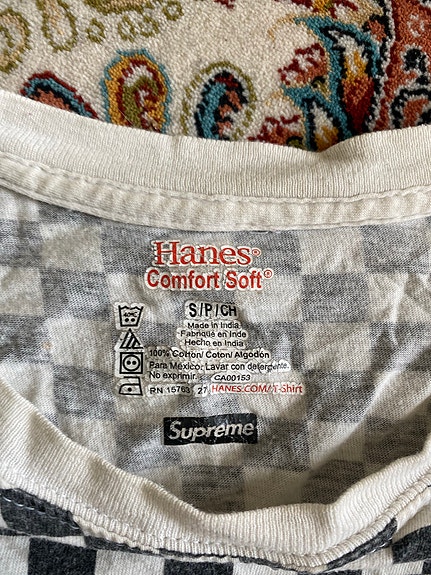 Hanes®
Comfort Soft®
S/P/CH
Made in India
Fabriqué en Inde
Hecho en India
100% Cotton/Coton/Algodón
Para México: Lavar con detergente.
No exprimir. CA00153
RN 15763 27 HANES.COM/T-Shirt
Supreme